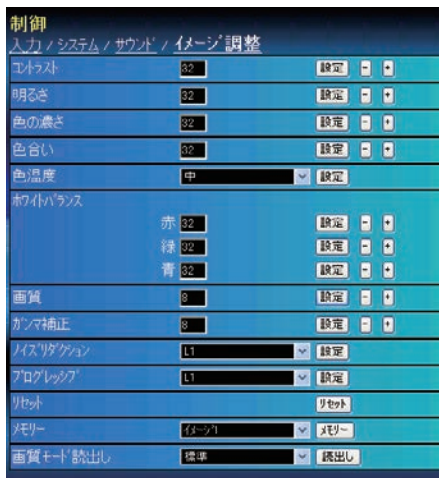 制御
入力 / システム / サウンド / イメージ調整
コントラスト 32 設定 - +
明るさ 32 設定 - +
色の濃さ 32 設定 - +
色合い 32 設定 - +
色温度 中 設定
ホワイトバランス
赤 32 設定 - +
緑 32 設定 - +
青 32 設定 - +
画質 8 設定 - +
ガンマ補正 8 設定 - +
ノイズリダクション L1 設定
プログレッシブ L1 設定
リセット リセット
メモリー イメージ1 メモリー
画質モード読出し 標準 読出し